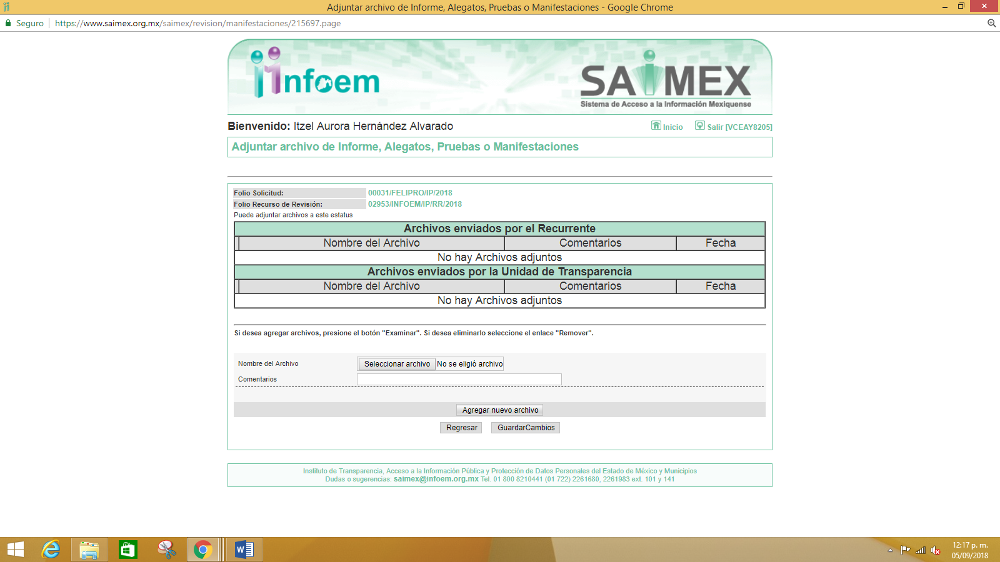 Adjuntar archivo de Informe, Alegatos, Pruebas o Manifestaciones - Google Chrome
Seguro https://www.saimex.org.mx/saimex/revision/manifestaciones/215697.page
infoem
SAIMEX
Sistema de Acceso a la Información Mexiquense
Bienvenido: Itzel Aurora Hernández Alvarado
Inicio Salir [VCEAY8205]
Adjuntar archivo de Informe, Alegatos, Pruebas o Manifestaciones
Folio Solicitud: 00031/FELIPRO/IP/2018
Folio Recurso de Revisión: 02953/INFOEM/IP/RR/2018
Puede adjuntar archivos a este estatus
Archivos enviados por el Recurrente
Nombre del Archivo Comentarios Fecha
No hay Archivos adjuntos
Archivos enviados por la Unidad de Transparencia
Nombre del Archivo Comentarios Fecha
No hay Archivos adjuntos
Si desea agregar archivos, presione el botón "Examinar". Si desea eliminarlo seleccione el enlace "Remover".
Nombre del Archivo Seleccionar archivo No se eligió archivo
Comentarios
Agregar nuevo archivo
Regresar GuardarCambios
Instituto de Transparencia, Acceso a la Información Pública y Protección de Datos Personales del Estado de México y Municipios
Dudas o sugerencias: saimex@infoem.org.mx Tel. 01 800 8210441 (01 722) 2261680, 2261983 ext. 101 y 141
12:17 p. m.
05/09/2018